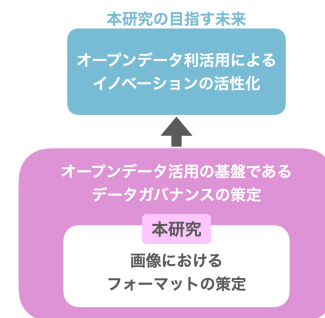 本研究の目指す未来
オープンデータ利活用による
イノベーションの活性化
オープンデータ活用の基盤である
データガバナンスの策定
本研究
画像における
フォーマットの策定